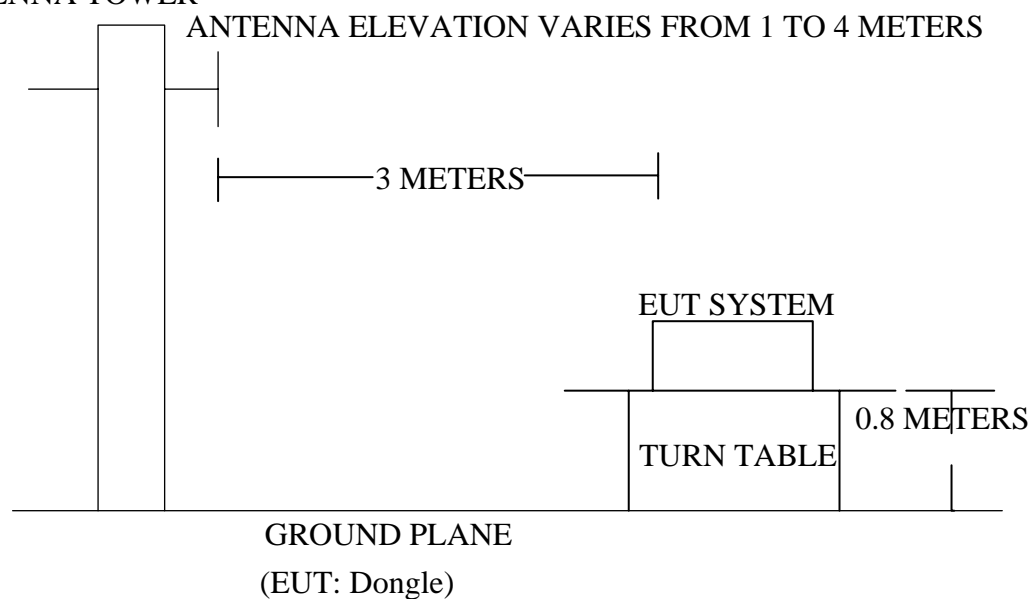 TOWER
ANTENNA ELEVATION VARIES FROM 1 TO 4 METERS
3 METERS
EUT SYSTEM
0.8 METERS
TURN TABLE
GROUND PLANE
(EUT: Dongle)